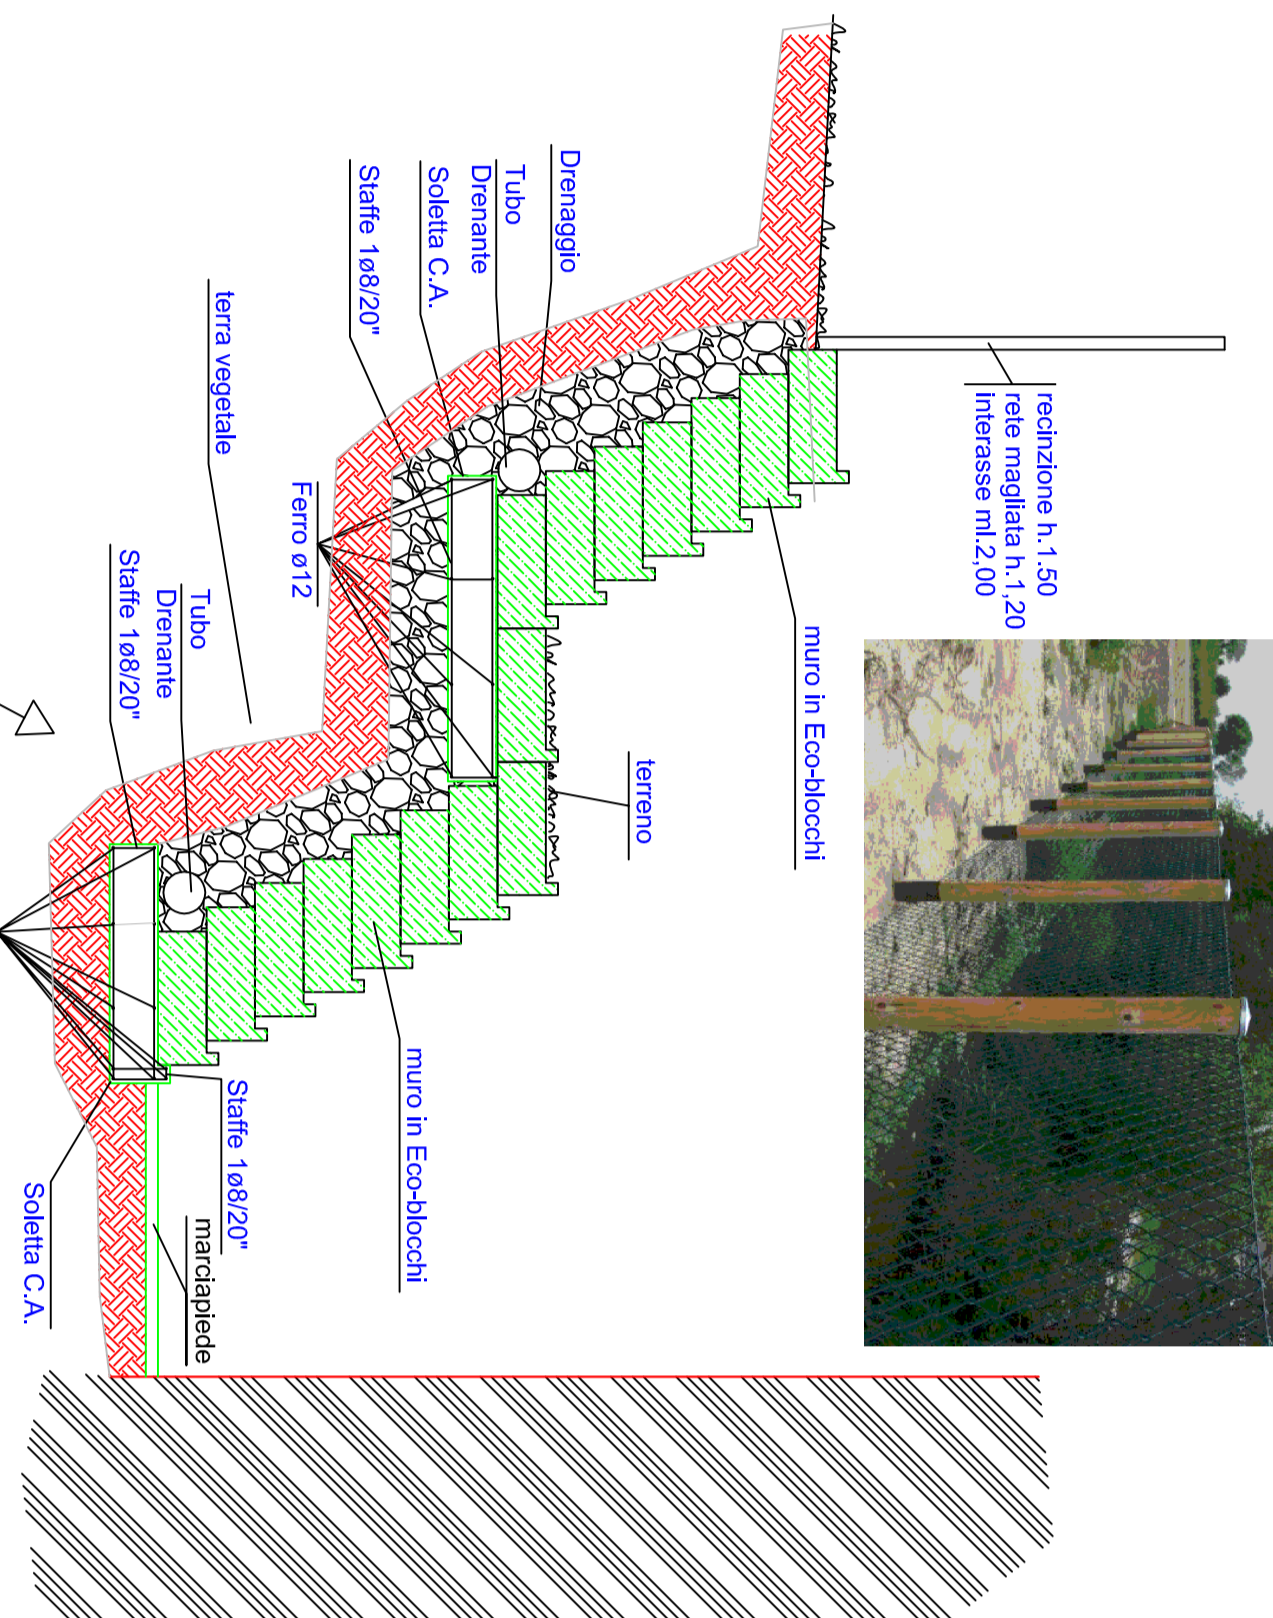 recinzione h.1.50
rete magliata h.1,20
interasse ml.2,00
Drenaggio
Tubo
Drenante
Soletta C.A.
Staffe 1ø8/20"
terra vegetale
muro in Eco-blocchi
terreno
Ferro ø12
Tubo
Drenante
Staffe 1ø8/20"
muro in Eco-blocchi
Staffe 1ø8/20"
marciapiede
Soletta C.A.